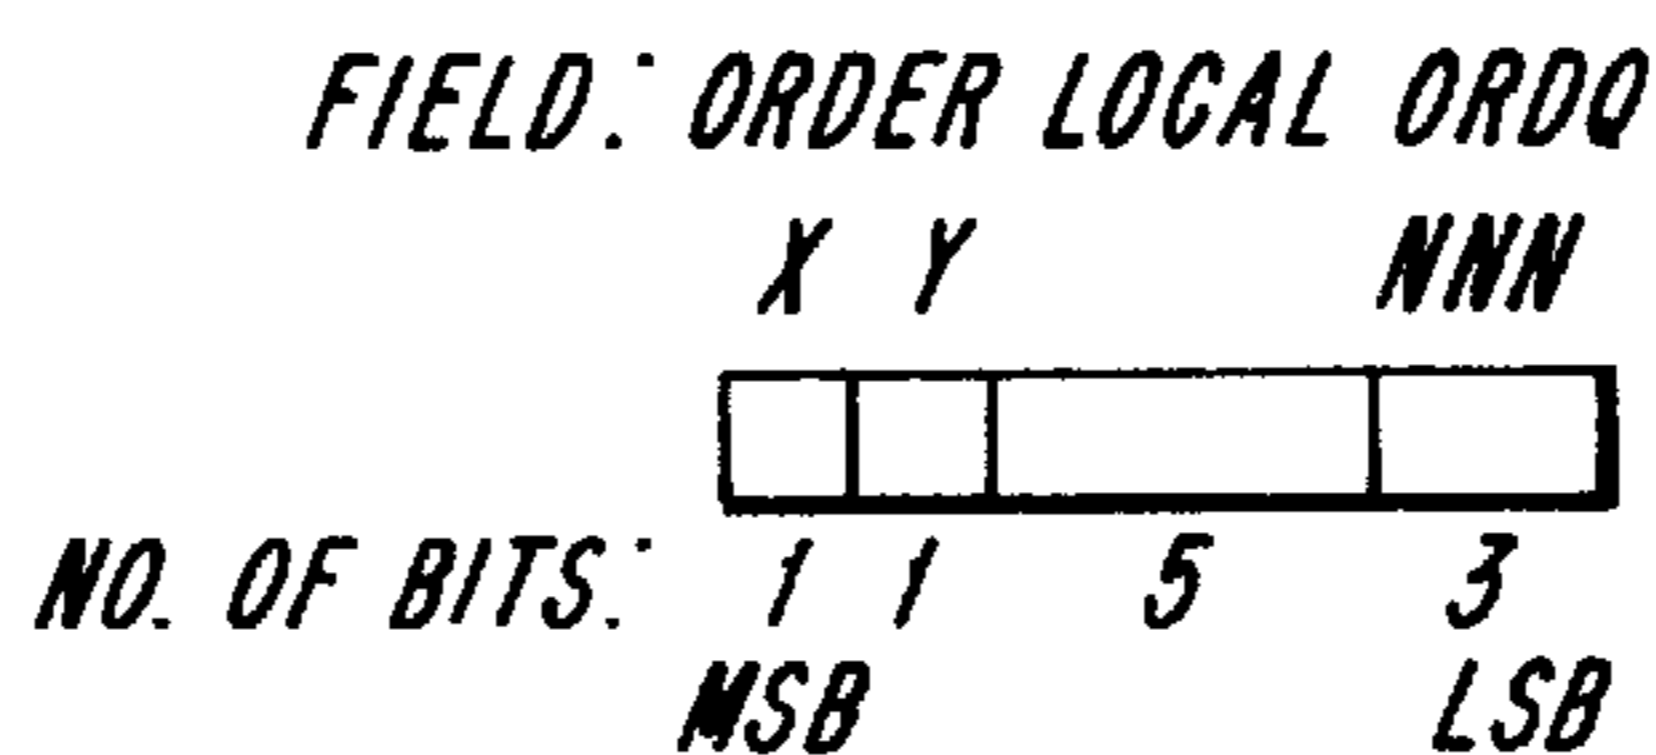 FIELD: ORDER LOCAL ORDQ
X Y NNN
NO. OF BITS: 1 1 5 3
MSB LSB